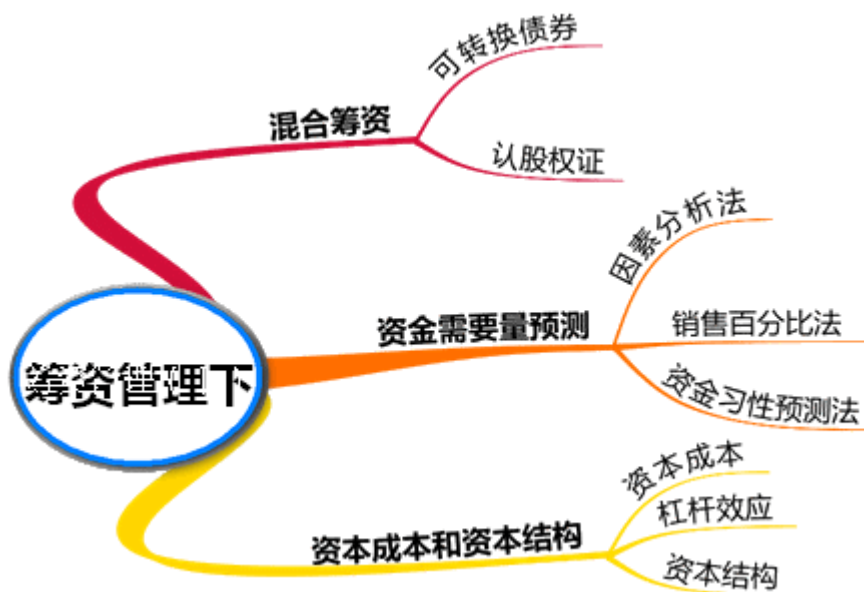 筹资管理下
混合筹资
可转换债券
认股权证
资金需要量预测
因素分析法
销售百分比法
资金习性预测法
资本成本和资本结构
资本成本
杠杆效应
资本结构